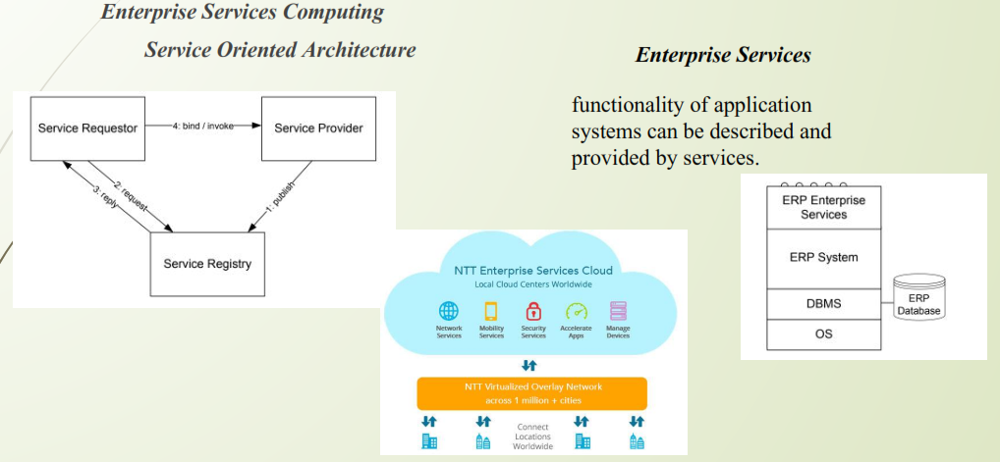 Enterprise Services Computing
Service Oriented Architecture
Service Requestor
4: bind / invoke
Service Provider
3: reply
2: request
1: publish
Service Registry
Enterprise Services
functionality of application
systems can be described and
provided by services.
NTT Enterprise Services Cloud
Local Cloud Centers Worldwide
Network
Services
Mobility
Services
Security
Services
Accelerate
Apps
Manage
Devices
NTT Virtualized Overlay Network
across 1 million + cities
Connect
Locations
Worldwide
ERP Enterprise
Services
ERP System
DBMS
OS
ERP
Database